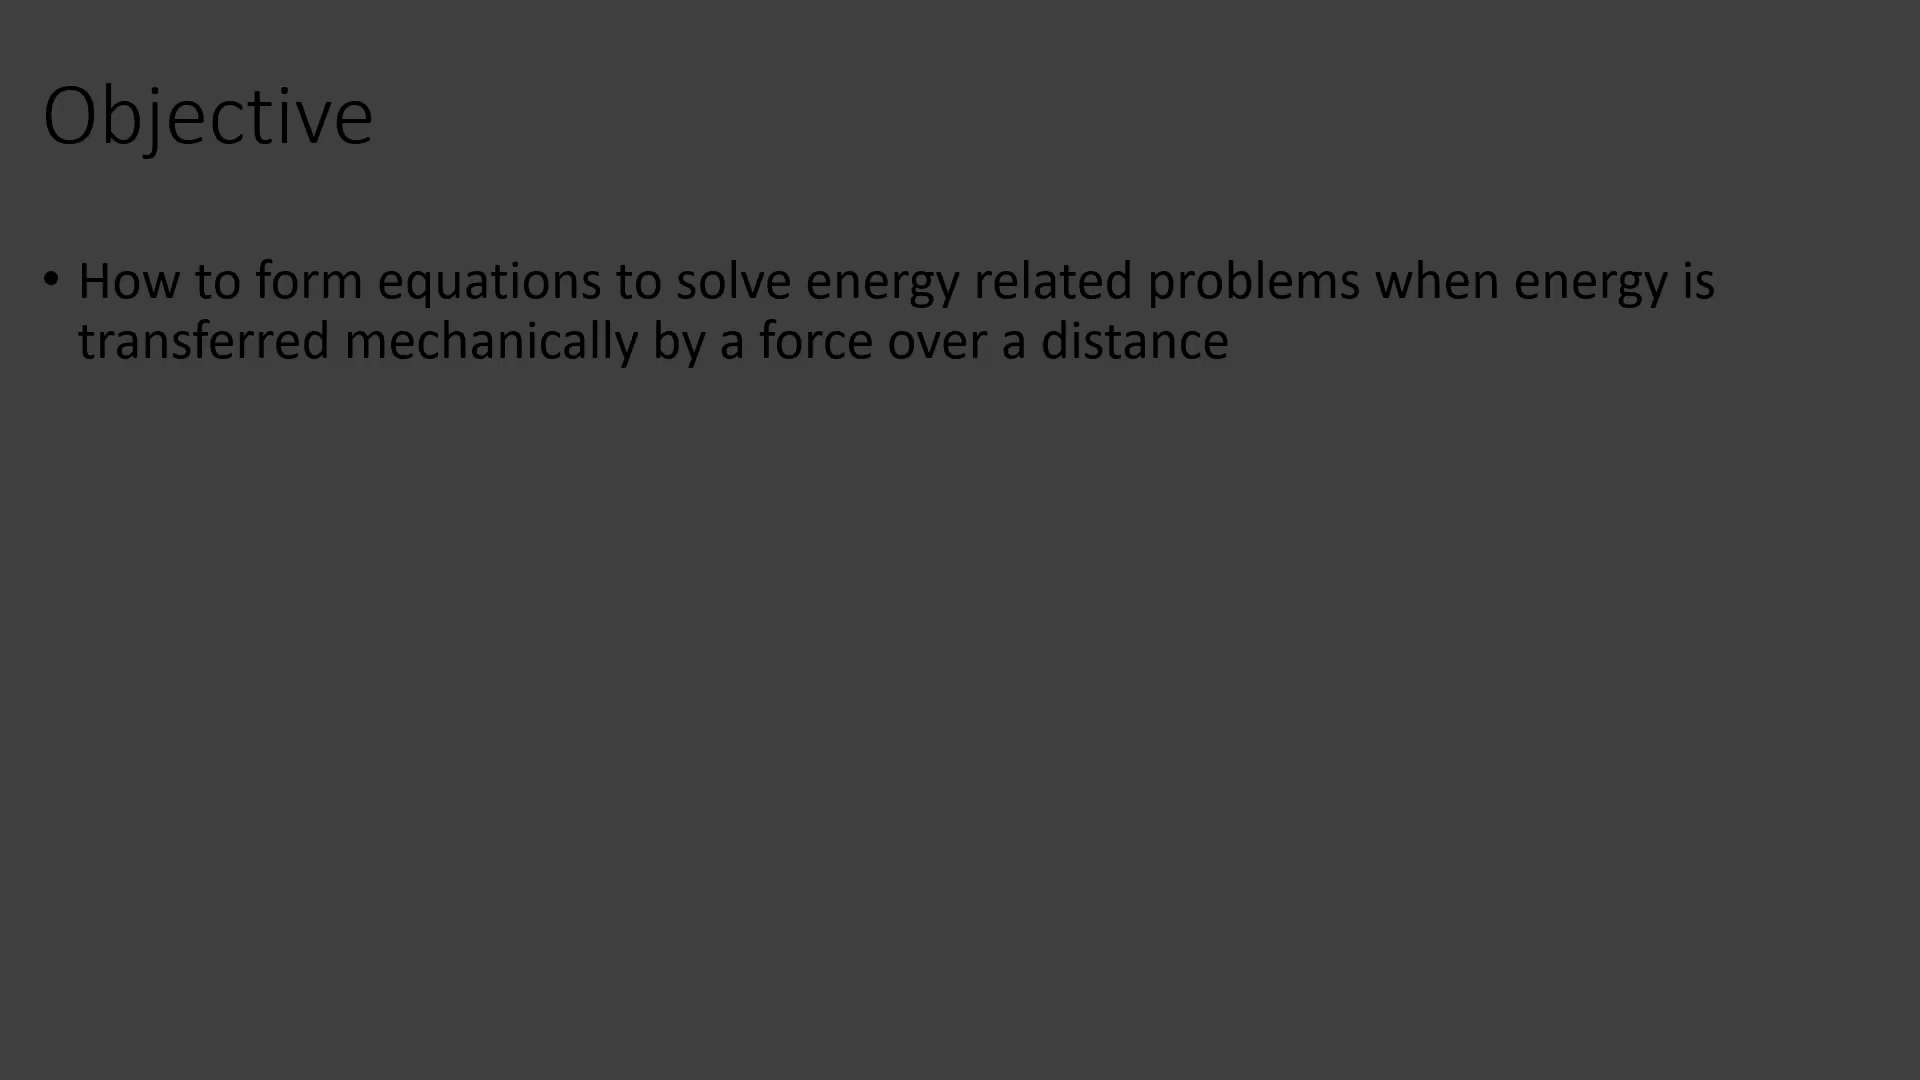 Objective
• How to form equations to solve energy related problems when energy is
transferred mechanically by a force over a distance